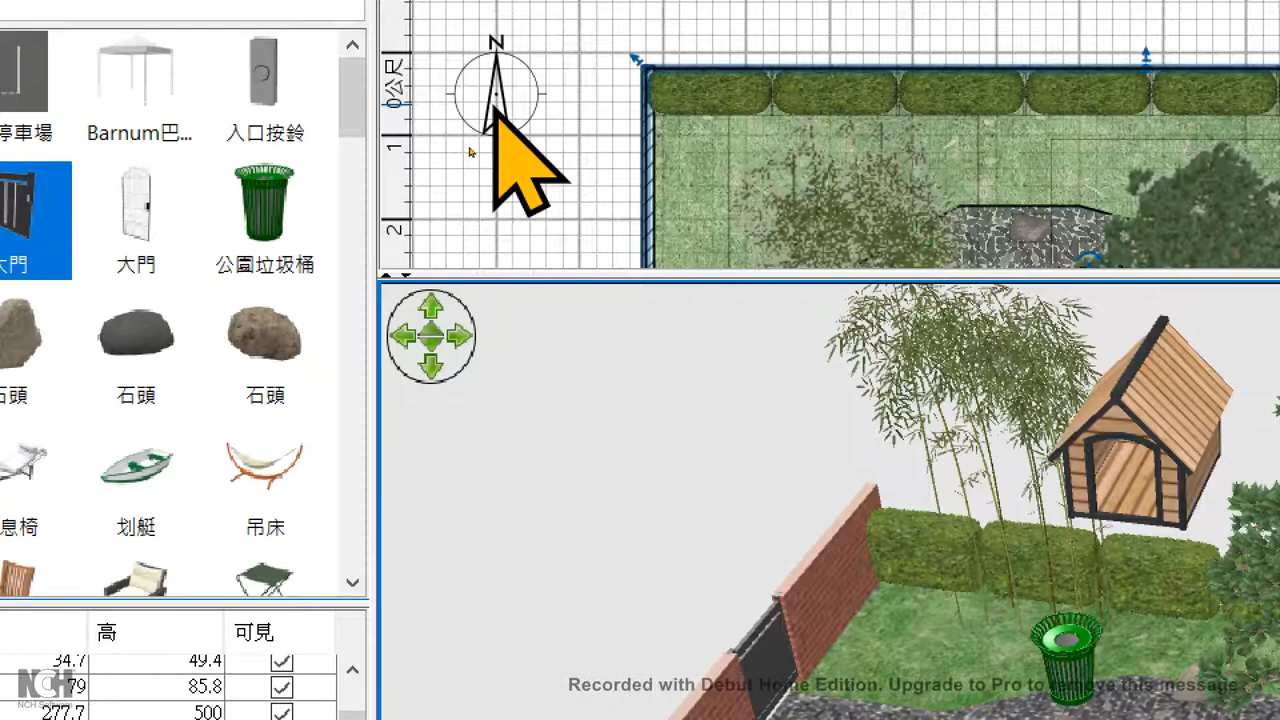 停車場
Barnum巴...
入口按鈴
大門
大門
公園垃圾桶
石頭
石頭
石頭
息椅
划艇
吊床
高
可見
34.7
49.4
79
85.8
277.7
500
N
0公尺
1
2
NCH
NCH Software
Recorded with Debut Home Edition. Upgrade to Pro to remove this message